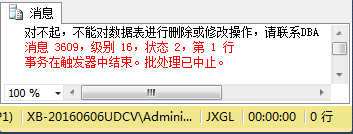 消息
对不起，不能对数据表进行删除或修改操作，请联系DBA
消息 3609，级别 16，状态 2，第 1 行
事务在触发器中结束。批处理已中止。
100 %
P1) XB-20160606UDCV\Admini... JXGL 00:00:00 0 行